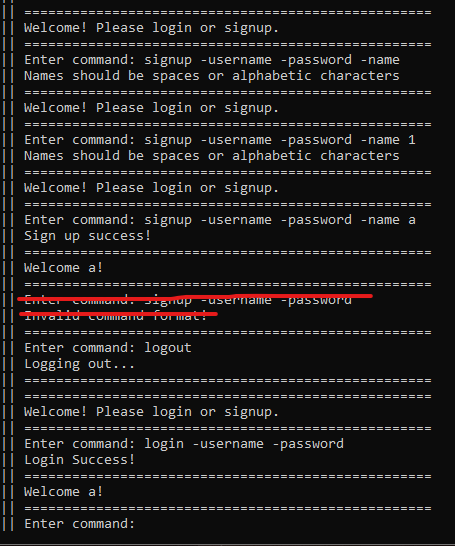 || ===================================================
|| Welcome! Please login or signup.
|| ===================================================
|| Enter command: signup -username -password -name
|| Names should be spaces or alphabetic characters
|| ===================================================
|| Welcome! Please login or signup.
|| ===================================================
|| Enter command: signup -username -password -name 1
|| Names should be spaces or alphabetic characters
|| ===================================================
|| Welcome! Please login or signup.
|| ===================================================
|| Enter command: signup -username -password -name a
|| Sign up success!
|| ===================================================
|| Welcome a!
|| ===================================================
|| Enter command: signup -username -password
|| Invalid command format!
|| ===================================================
|| Enter command: logout
|| Logging out...
|| ===================================================
|| ===================================================
|| Welcome! Please login or signup.
|| ===================================================
|| Enter command: login -username -password
|| Login Success!
|| ===================================================
|| Welcome a!
|| ===================================================
|| Enter command: